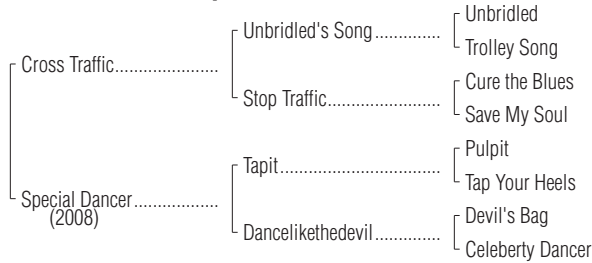 Unbridled
Unbridled's Song..............
Trolley Song
Cross Traffic......................
Cure the Blues
Stop Traffic........................
Save My Soul
Pulpit
Tapit..................................
Tap Your Heels
Special Dancer..................
(2008)
Devil's Bag
Dancelikethedevil..............
Celeberty Dancer